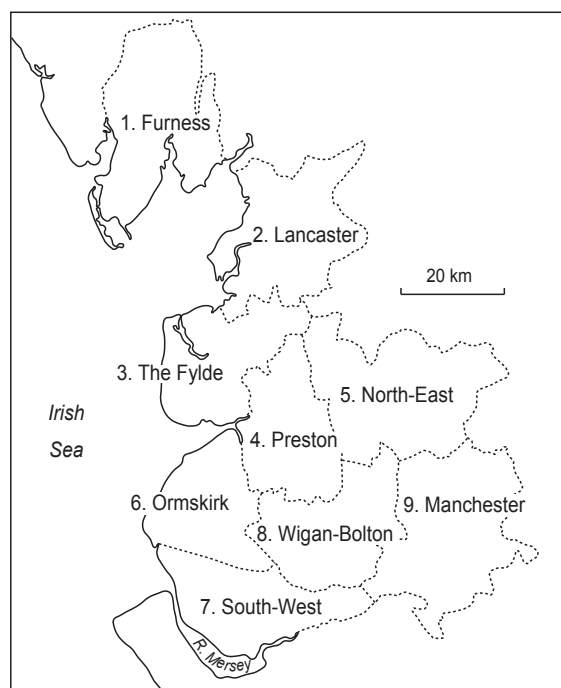 1. Furness
2. Lancaster
20 km
3. The Fylde
5. North-East
Irish
Sea
4. Preston
6. Ormskirk
9. Manchester
8. Wigan-Bolton
7. South-West
R. Mersey